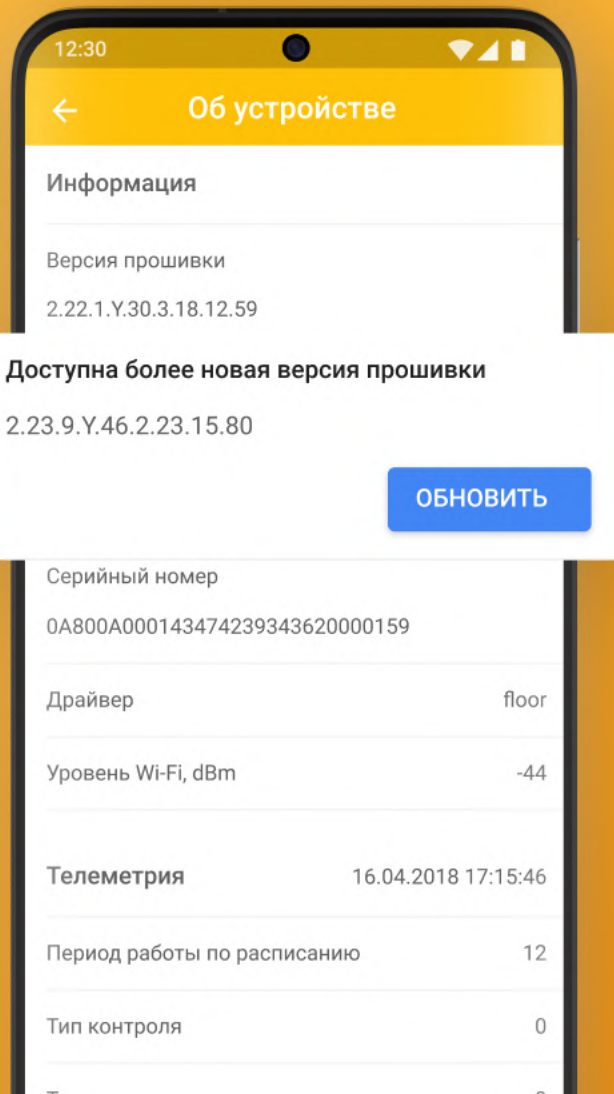 12:30
Об устройстве
Информация
Версия прошивки
2.22.1.Y.30.3.18.12.59
Доступна более новая версия прошивки
2.23.9.Y.46.2.23.15.80
ОБНОВИТЬ
Серийный номер
0A800A000143474239343620000159
Драйвер floor
Уровень Wi-Fi, dBm -44
Телеметрия 16.04.2018 17:15:46
Период работы по расписанию 12
Тип контроля 0